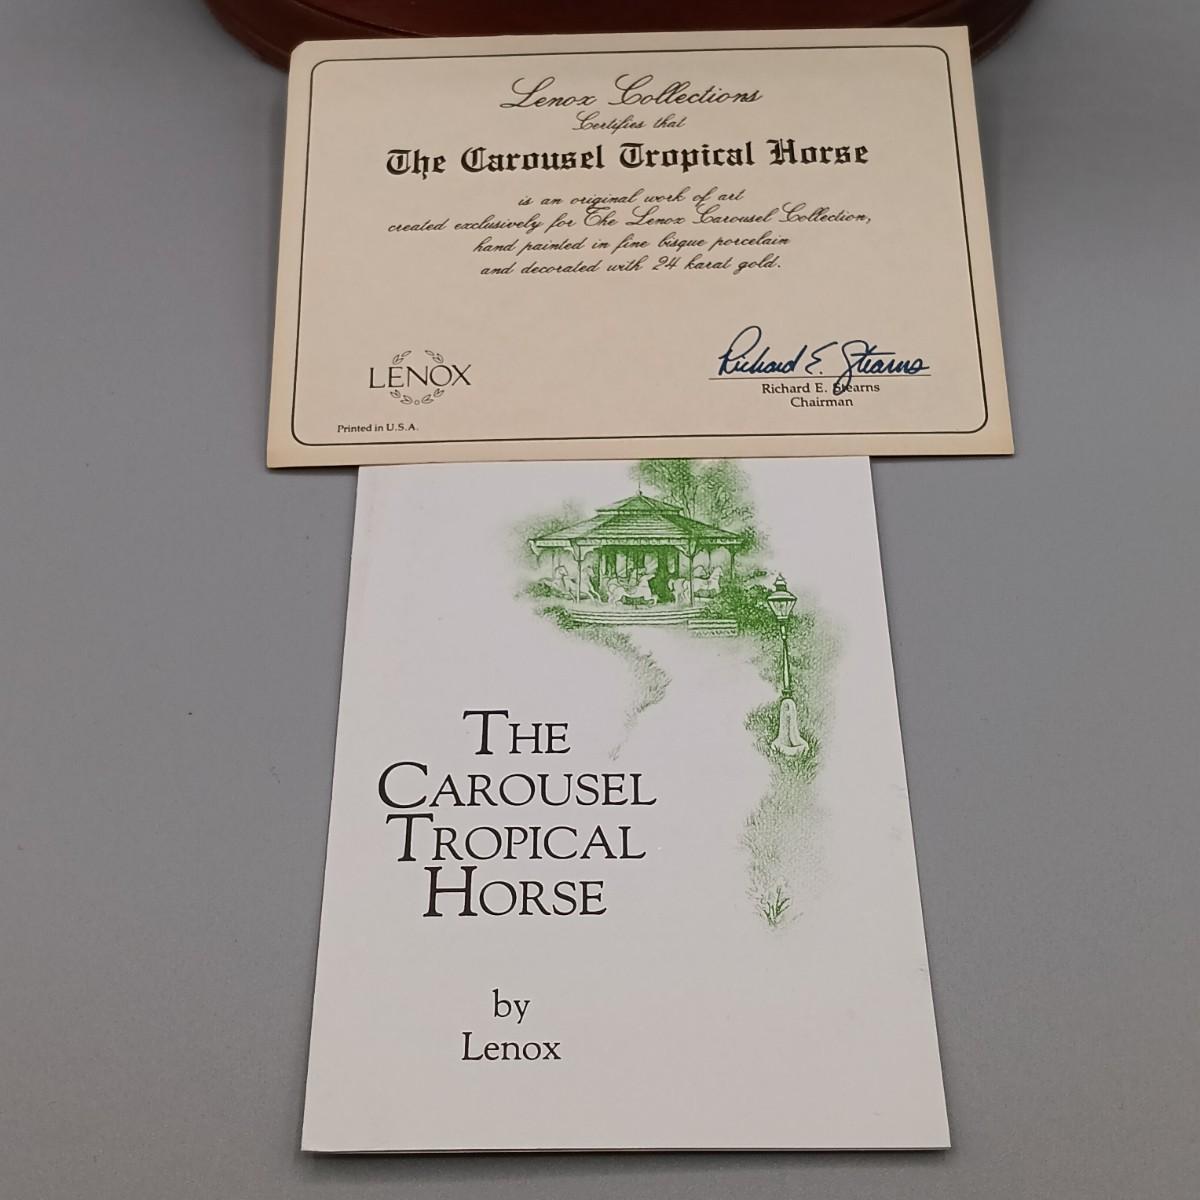 Lenox Collections
Certifies that
The Carousel Tropical Horse
is an original work of art
created exclusively for The Lenox Carousel Collection,
hand painted in fine bisque porcelain
and decorated with 24 karat gold.
LENOX
Richard E. Stearns
Richard E. Stearns
Chairman
Printed in U.S.A.
THE
CAROUSEL
TROPICAL
HORSE
by
Lenox